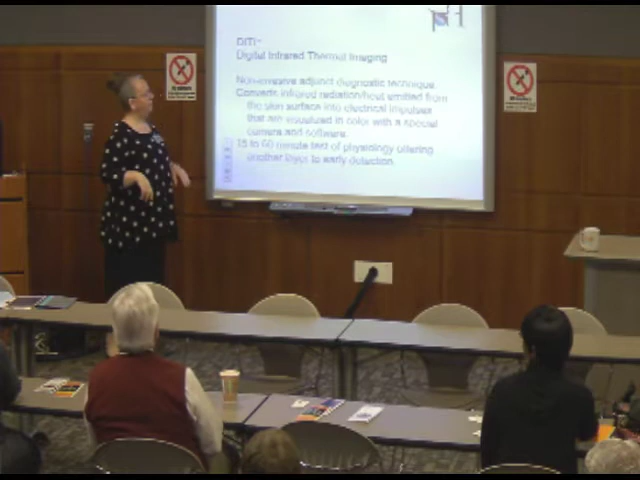 DITI~
Digital Infrared Thermal Imaging
Non-invasive adjunct diagnostic technique.
Converts infrared radiation/heat emitted from
the skin surface into electrical impulses
that are visualized in color with a special
camera and software.
15 to 60 minute test of physiology offering
another layer to early detection.